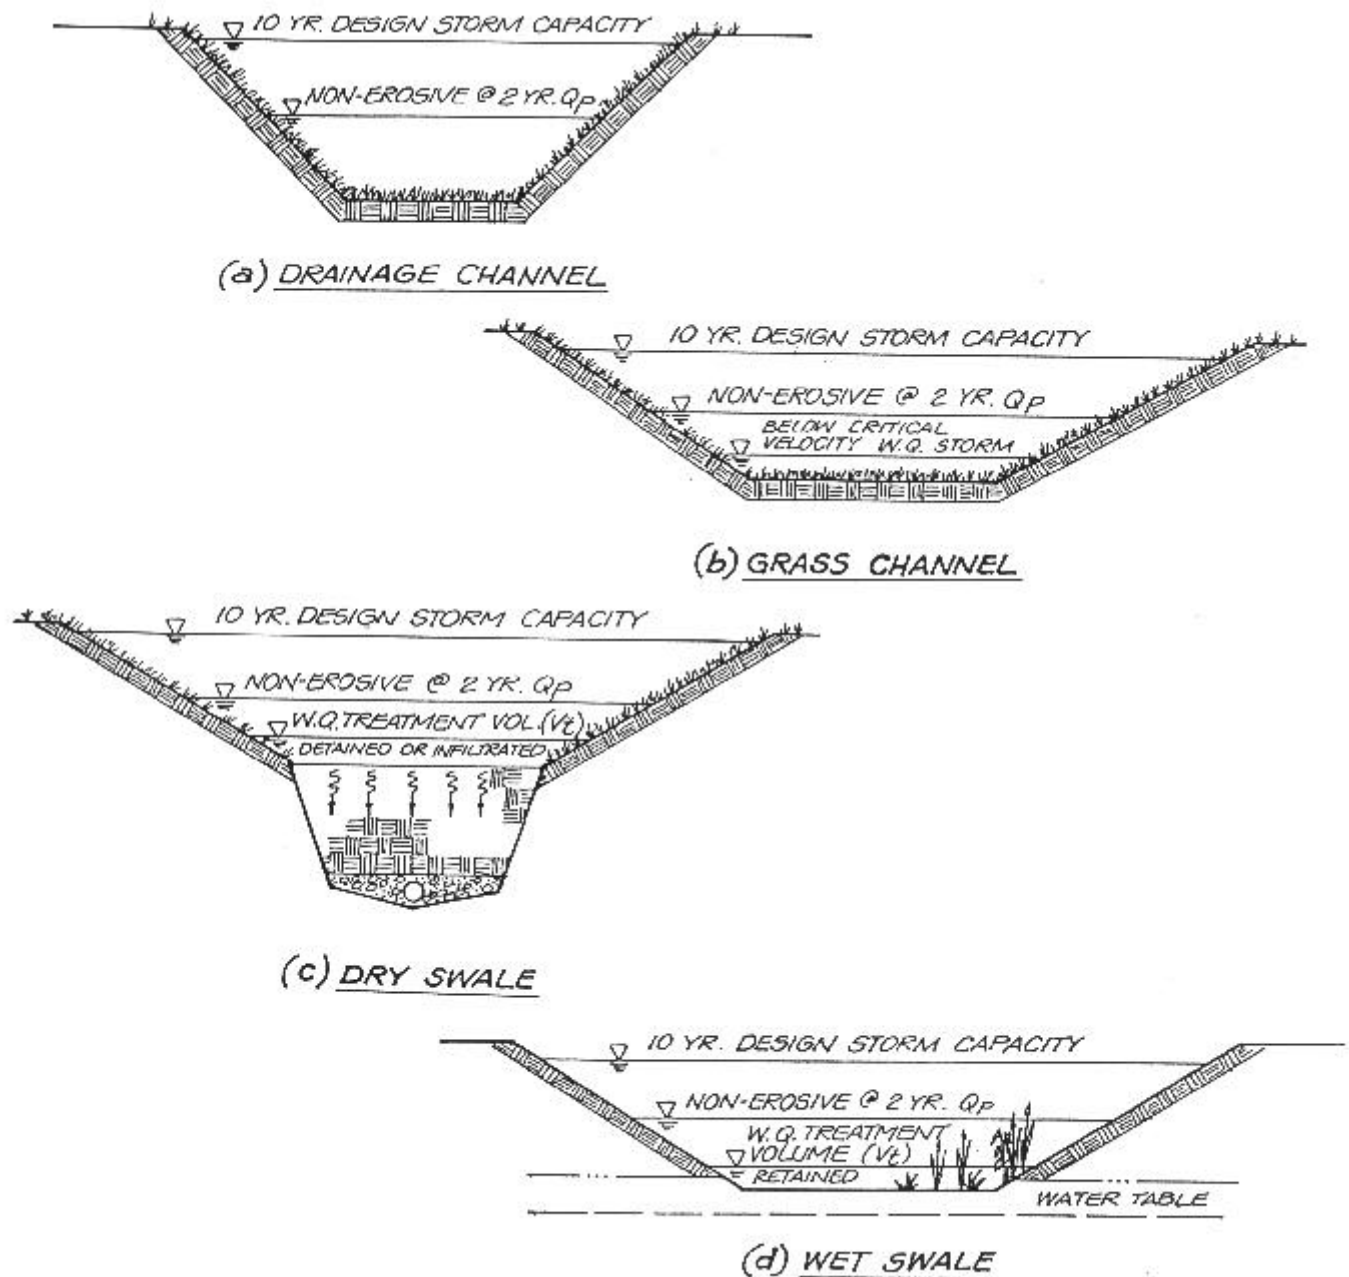 10 YR. DESIGN STORM CAPACITY
NON-EROSIVE @ 2 YR. Qp
(a) DRAINAGE CHANNEL
10 YR. DESIGN STORM CAPACITY
NON-EROSIVE @ 2 YR. Qp
BELOW CRITICAL
VELOCITY W.Q. STORM
(b) GRASS CHANNEL
10 YR. DESIGN STORM CAPACITY
NON-EROSIVE @ 2 YR. Qp
W.Q. TREATMENT VOL. (Vt)
DETAINED OR INFILTRATED
(c) DRY SWALE
10 YR. DESIGN STORM CAPACITY
NON-EROSIVE @ 2 YR. Qp
W.Q. TREATMENT
VOLUME (Vt)
RETAINED
WATER TABLE
(d) WET SWALE